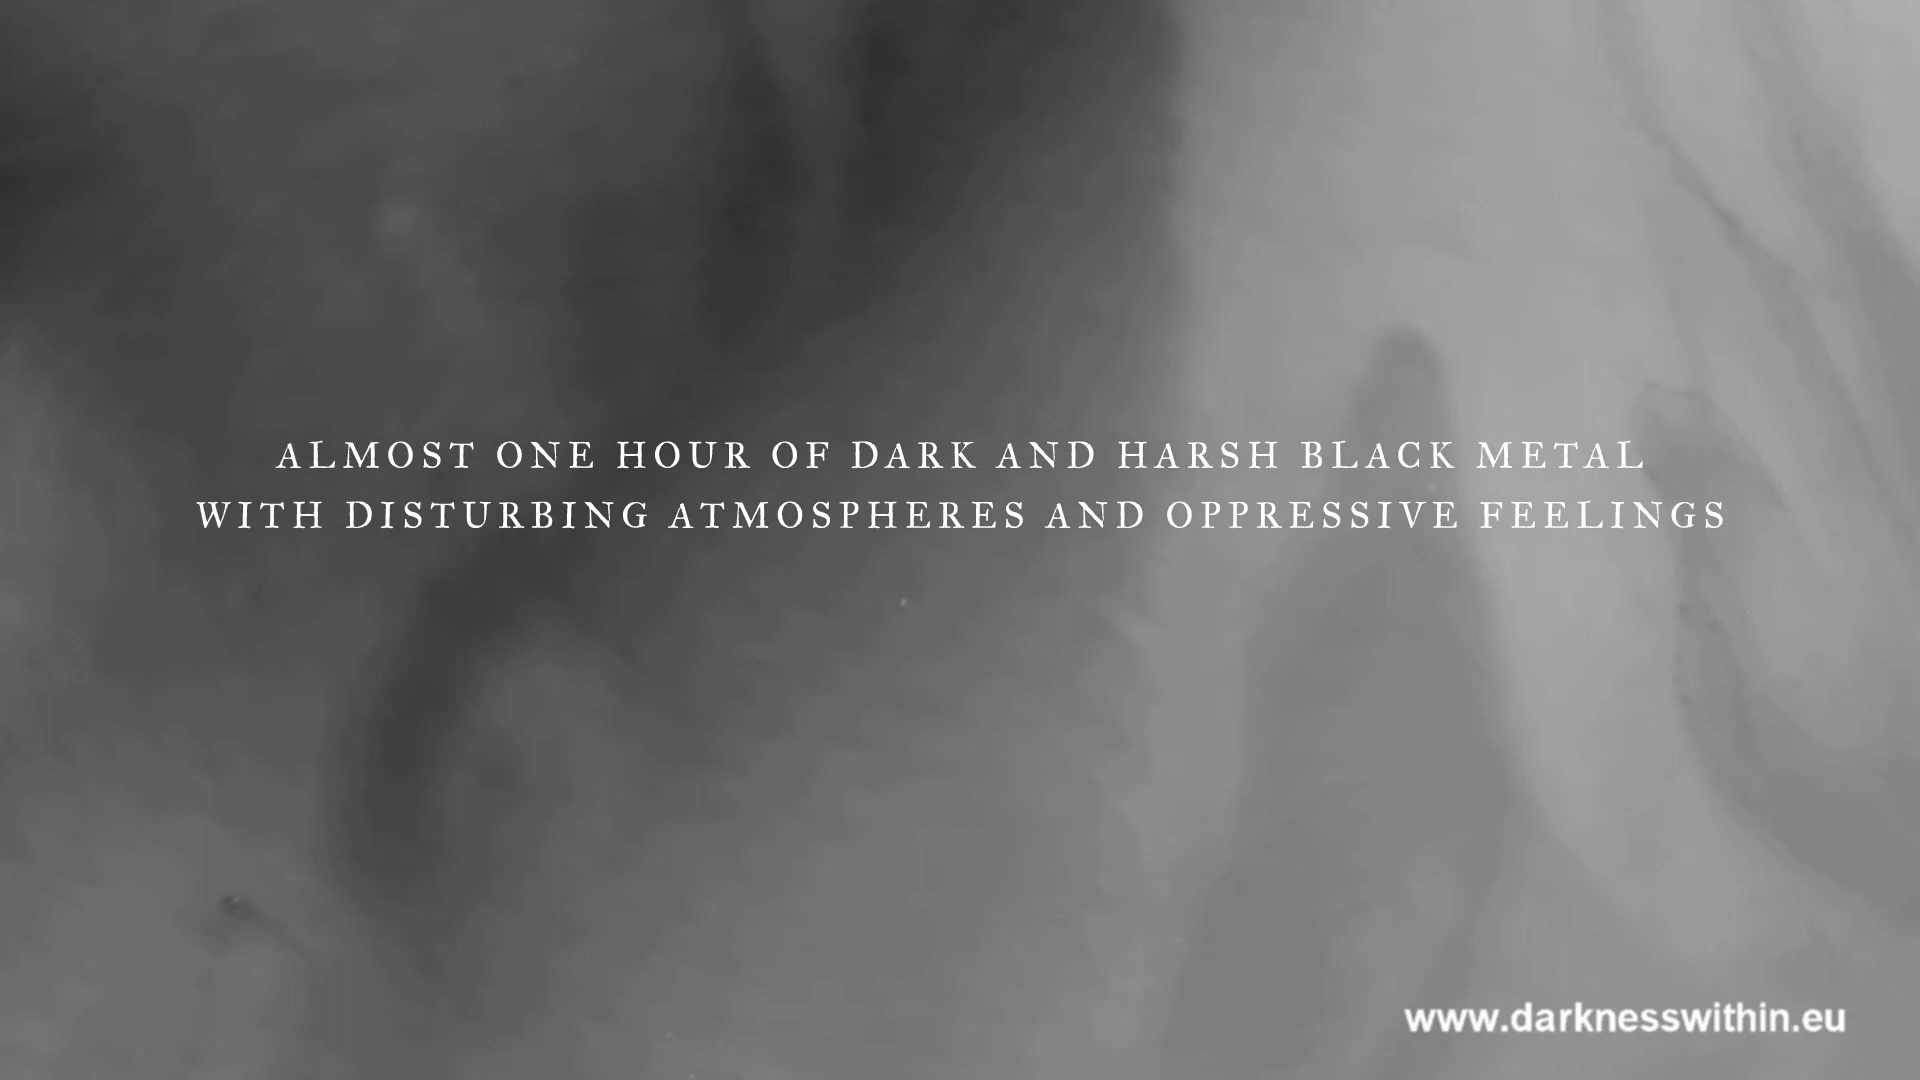 ALMOST ONE HOUR OF DARK AND HARSH BLACK METAL
WITH DISTURBING ATMOSPHERES AND OPPRESSIVE FEELINGS
www.darknesswithin.eu